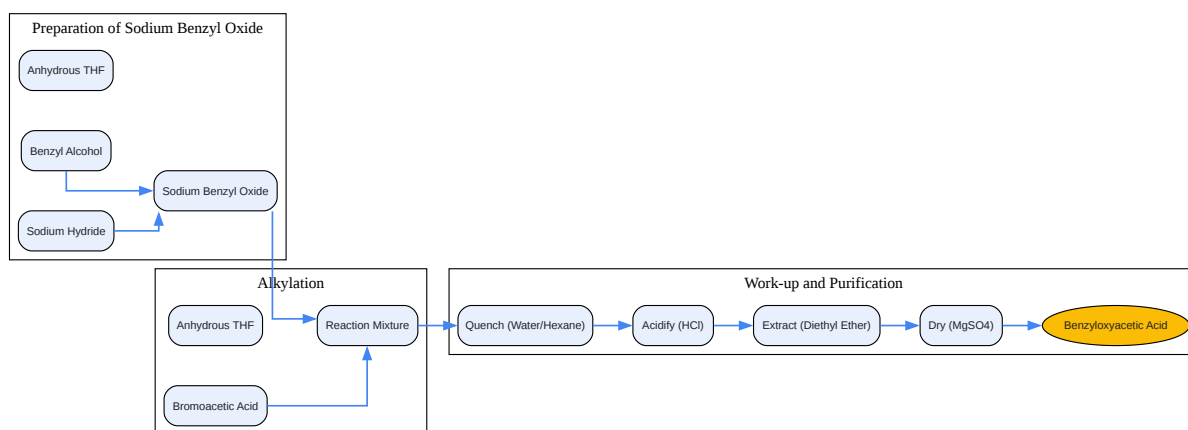 Preparation of Sodium Benzyl Oxide
Anhydrous THF
Benzyl Alcohol
Sodium Benzyl Oxide
Sodium Hydride
Alkylation
Anhydrous THF
Reaction Mixture
Bromoacetic Acid
Work-up and Purification
Quench (Water/Hexane)
Acidify (HCl)
Extract (Diethyl Ether)
Dry (MgSO4)
Benzyloxyacetic Acid